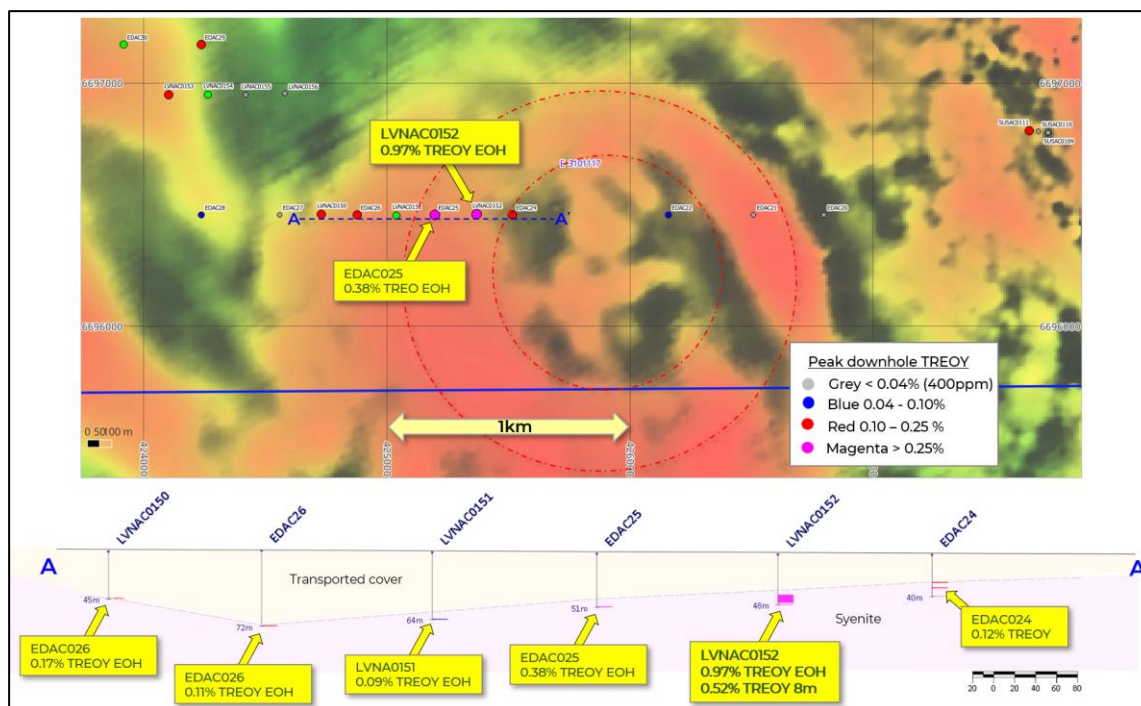 EDAC30
EDAC29
6697000
6697000
LVNAC0153
LVNAC0154
LVNAC0155
LVNAC0156
LVNAC0152
0.97% TREOY EOH
SUSAC0111
SUSAC0110
SUSAC0109
E 3101117
EDAC28
EDAC27
LVNAC0150
EDAC26
LVNAC0151
EDAC25
LVNAC0152
EDAC24
EDAC22
EDAC21
EDAC20
A
A'
EDAC025
0.38% TREO EOH
6696000
6696000
Peak downhole TREOY
Grey < 0.04% (400ppm)
Blue 0.04 - 0.10%
Red 0.10 – 0.25 %
Magenta > 0.25%
1km
0 50100 m
424000
425000
LVNAC0150
EDAC26
LVNAC0151
EDAC25
LVNAC0152
EDAC24
A
A
Transported cover
Syenite
45m
72m
64m
51m
48m
40m
EDAC026
0.17% TREOY EOH
EDAC026
0.11% TREOY EOH
LVNA0151
0.09% TREOY EOH
EDAC025
0.38% TREOY EOH
LVNAC0152
0.97% TREOY EOH
0.52% TREOY 8m
EDAC024
0.12% TREOY
20 0 20 40 60 80